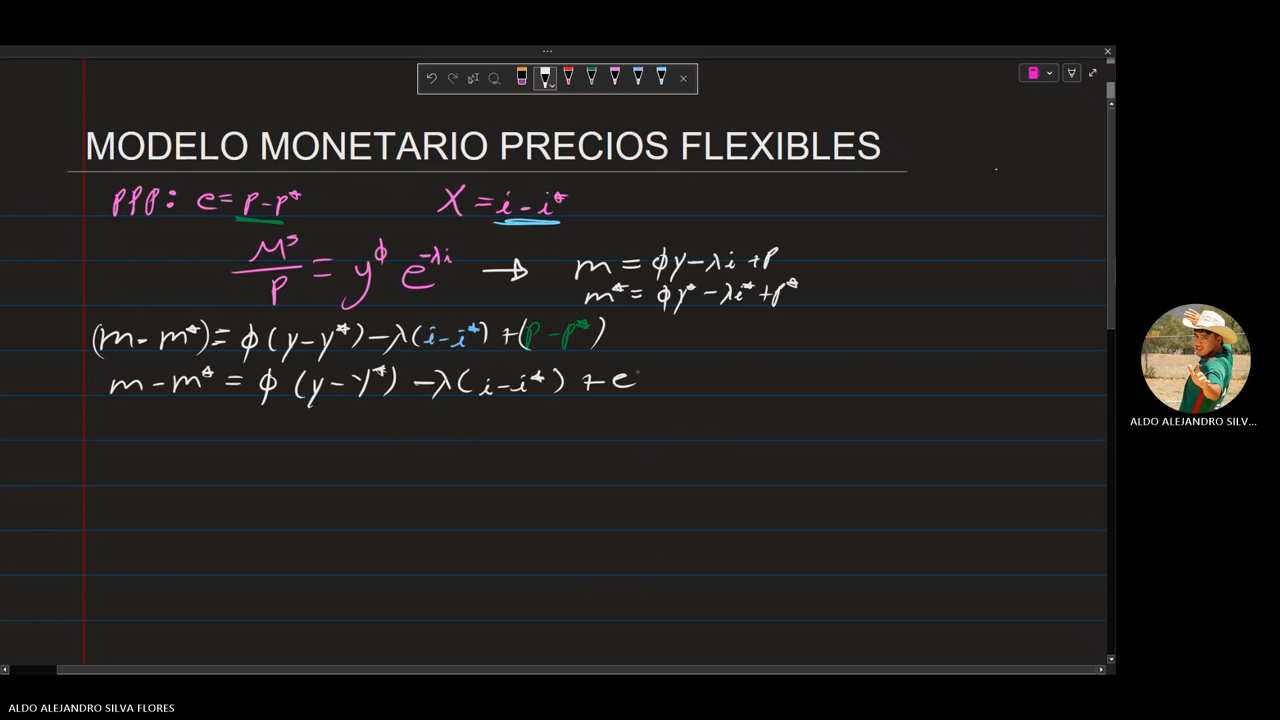 MODELO MONETARIO PRECIOS FLEXIBLES
PPP: e = p - p* X = i - i*
M^s / P = y^ϕ e^{-λi} → m = ϕy - λi + p
m* = ϕy* - λi* + p*
(m - m*) = ϕ(y - y*) - λ(i - i*) + (p - p*)
m - m* = ϕ (y - y*) - λ(i - i*) + e
ALDO ALEJANDRO SILV...
ALDO ALEJANDRO SILVA FLORES